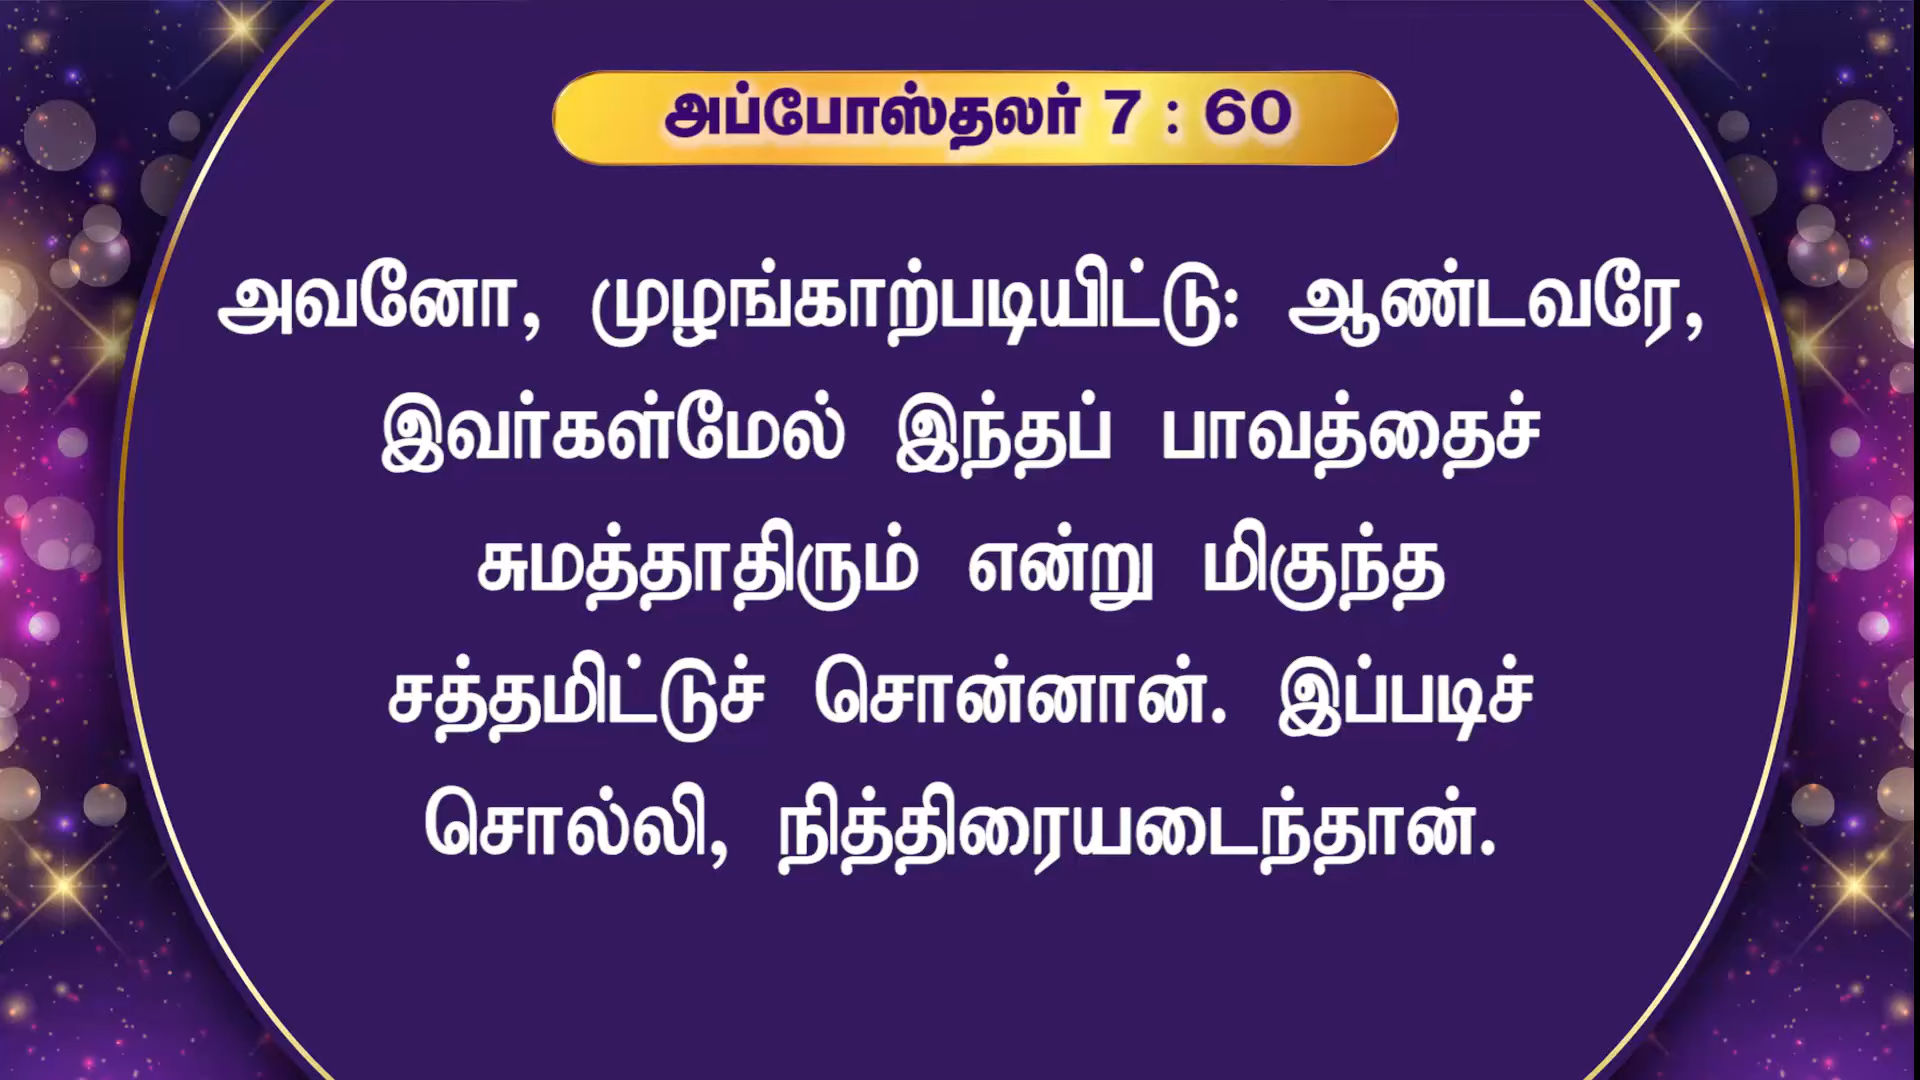 அப்போஸ்தலர் 7 : 60
அவனோ, முழங்காற்படியிட்டு: ஆண்டவரே,
இவர்கள்மேல் இந்தப் பாவத்தைச்
சுமத்தாதிரும் என்று மிகுந்த
சத்தமிட்டுச் சொன்னான். இப்படிச்
சொல்லி, நித்திரையடைந்தான்.